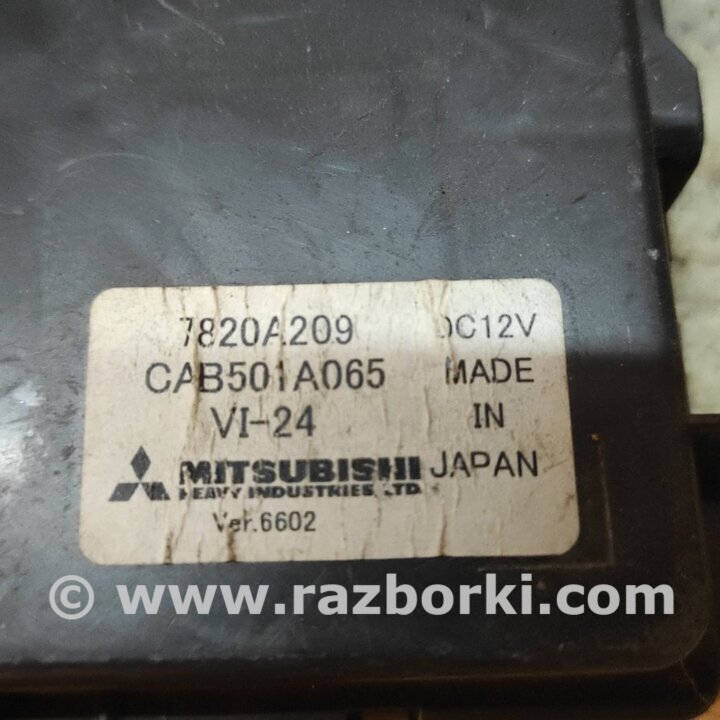 7820A209 DC12V
CAB501A065 MADE
VI-24 IN
MITSUBISHI JAPAN
HEAVY INDUSTRIES LTD.
Ver.6602
© www.razborki.com